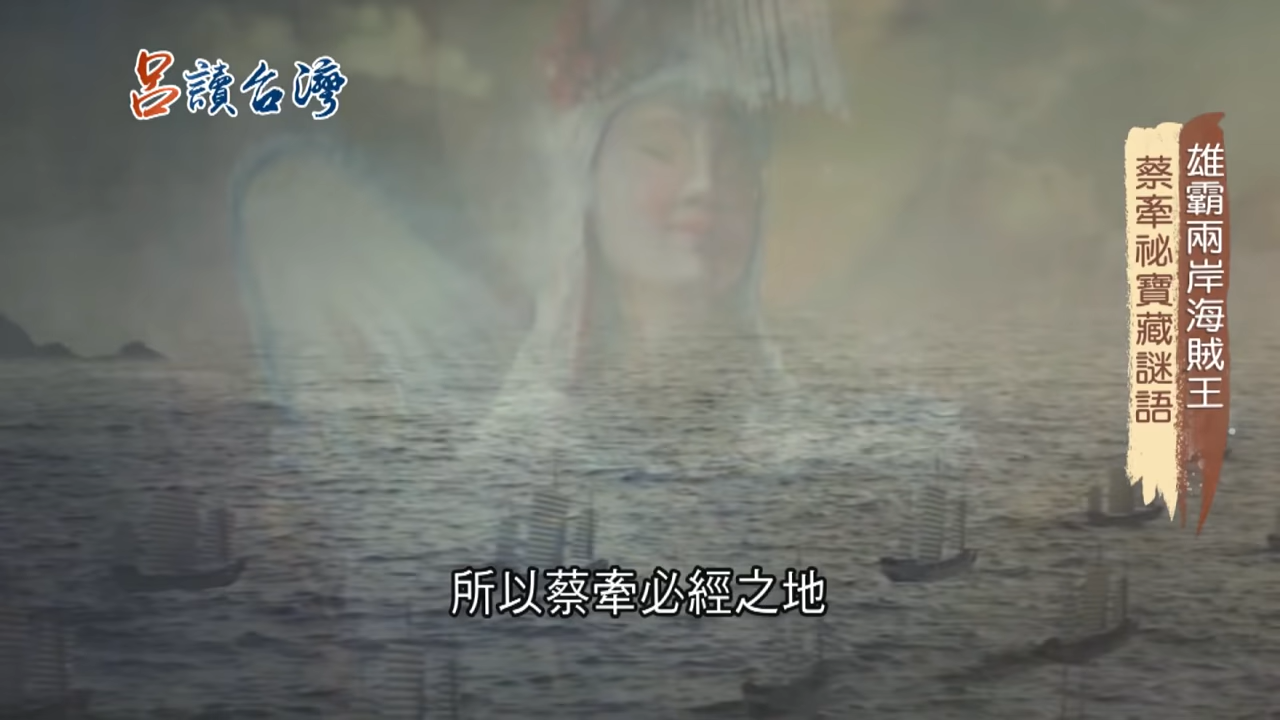 呂讀台灣
雄霸兩岸海賊王
蔡牽祕寶藏謎語
所以蔡牽必經之地